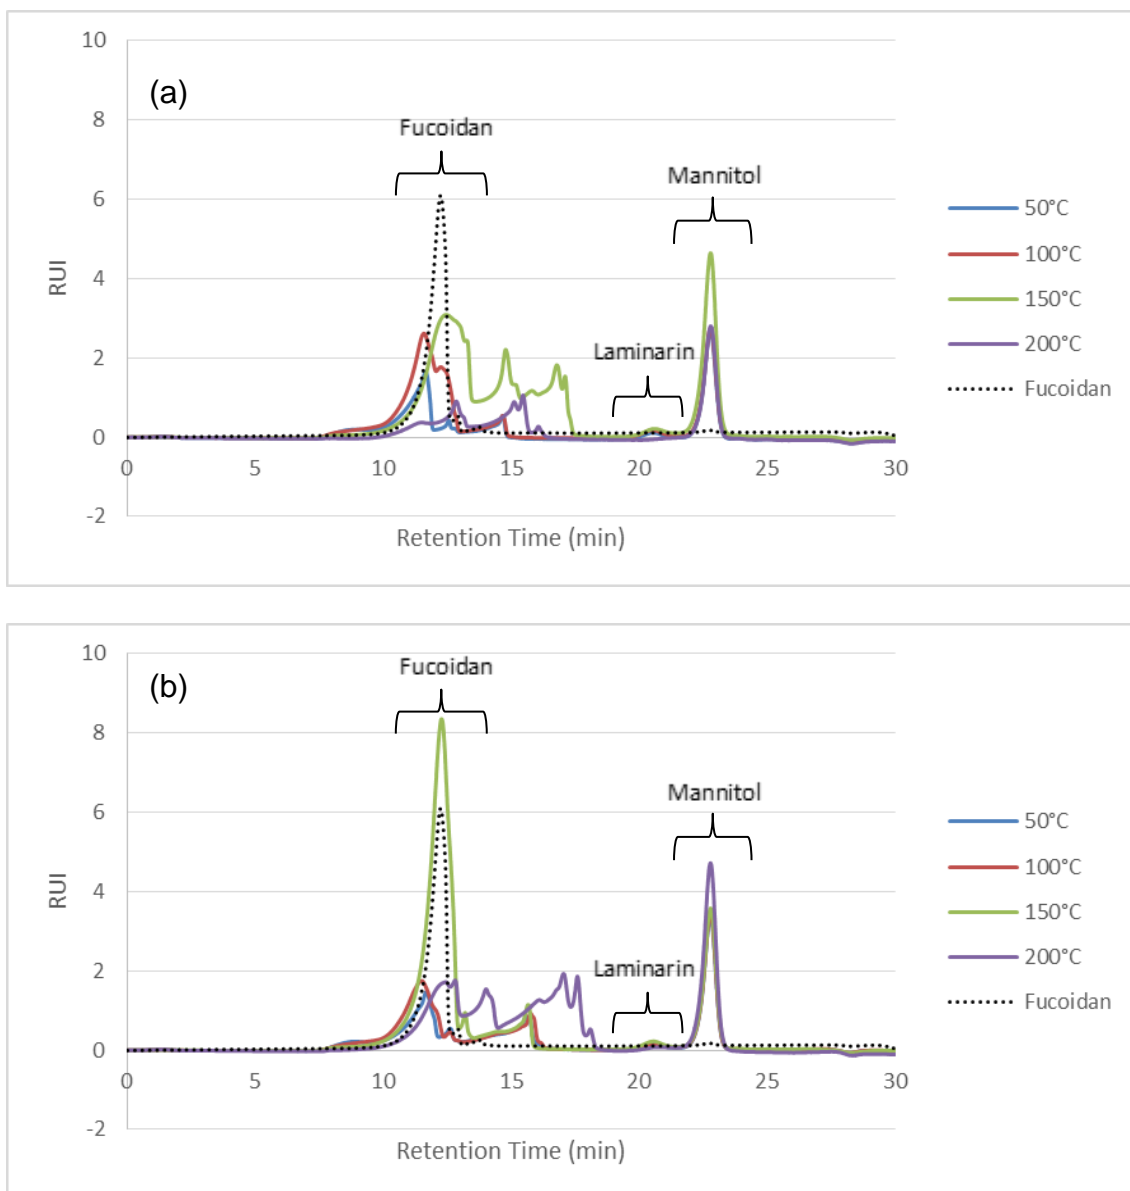 10
(a)
8
Fucoidan
6
Mannitol
50°C
100°C
RUI
4
150°C
200°C
2
Laminarin
Fucoidan
0
0 5 10 15 20 25 30
-2
Retention Time (min)
10
(b)
Fucoidan
8
Mannitol
6
50°C
100°C
RUI
4
150°C
200°C
2
Laminarin
Fucoidan
0
0 5 10 15 20 25 30
-2
Retention Time (min)